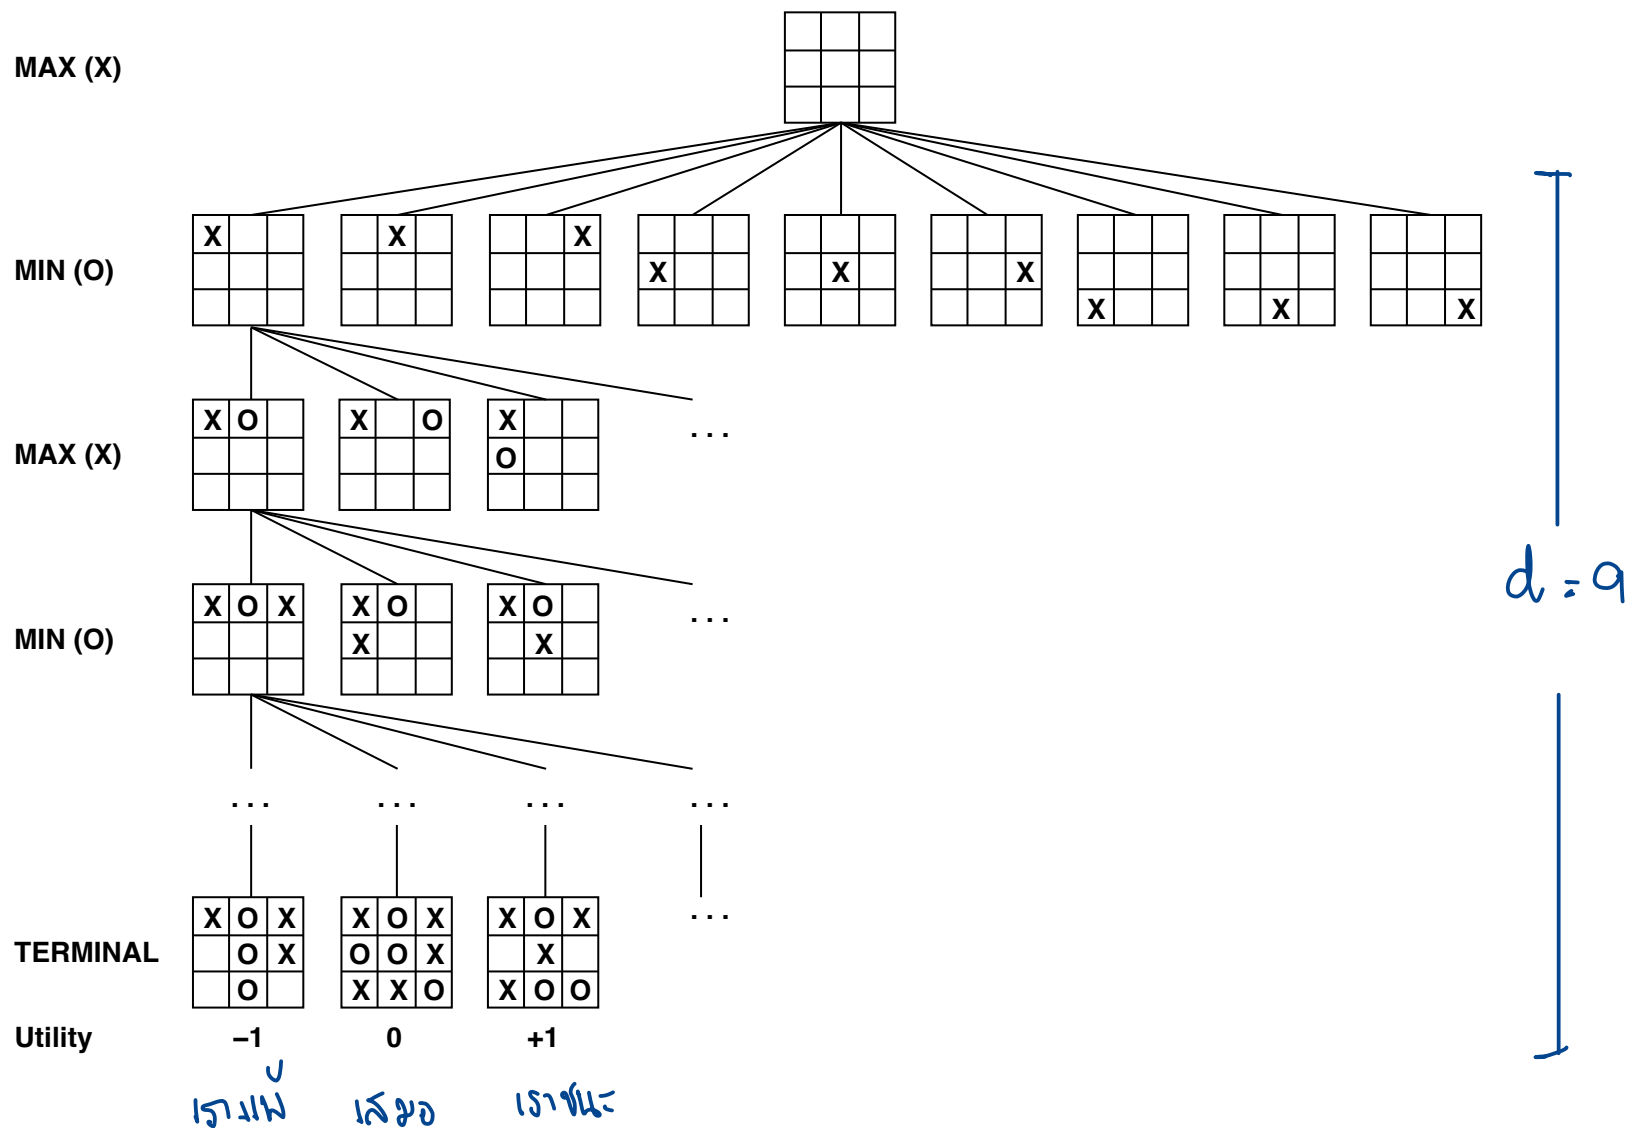 MAX (X)
X X X X X X X X X
MIN (O)
X O X O X ...
MAX (X)
O
X O X X O X O ...
MIN (O)
X X
d = 9
... ... ... ...
X O X X O X X O X ...
TERMINAL O X O O X X
O X X O X O O
Utility –1 0 +1
เราแพ้ เสมอ เราชนะ